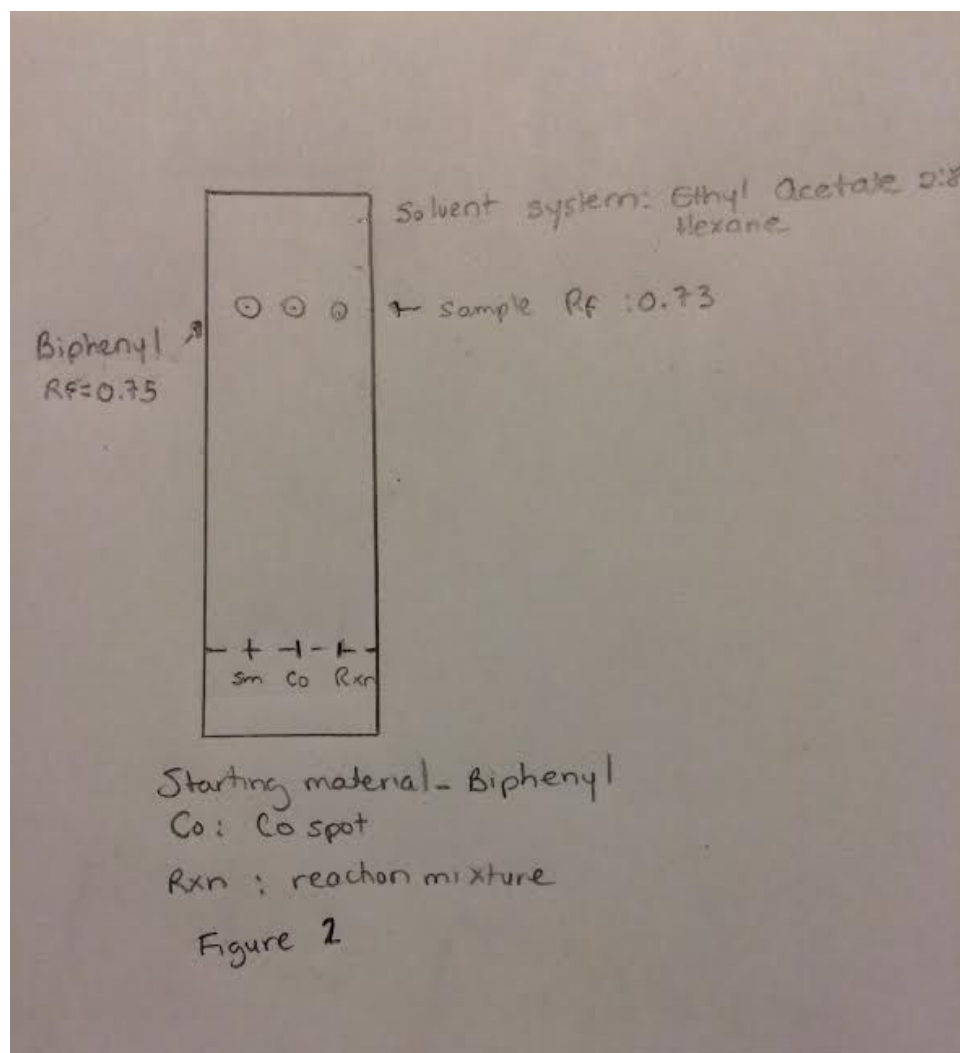 Solvent system: Ethyl Acetate 2:8
Hexane
← sample Rf : 0.73
Biphenyl
Rf=0.75
Sm Co Rxn
Starting material - Biphenyl
Co : Co spot
Rxn : reaction mixture
Figure 2